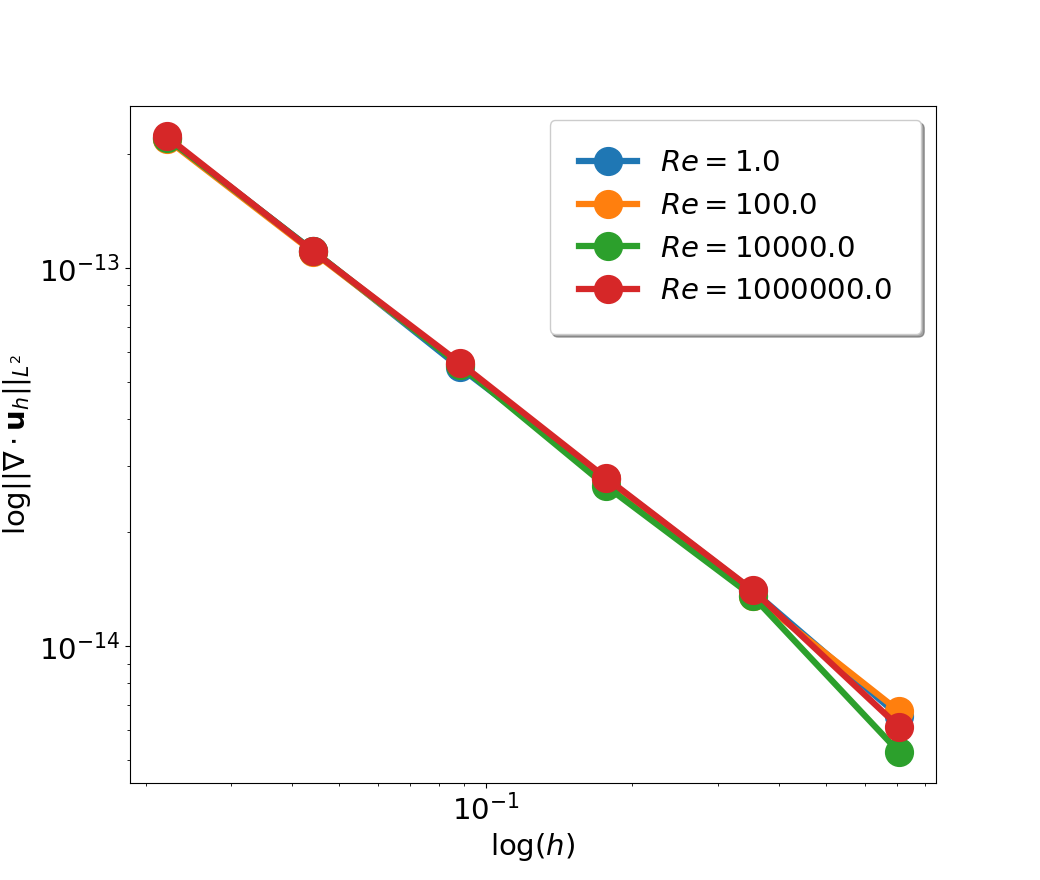 log||∇ · u_h||_{L^2}
10^{-13}
10^{-14}
Re = 1.0
Re = 100.0
Re = 10000.0
Re = 1000000.0
10^{-1}
log(h)